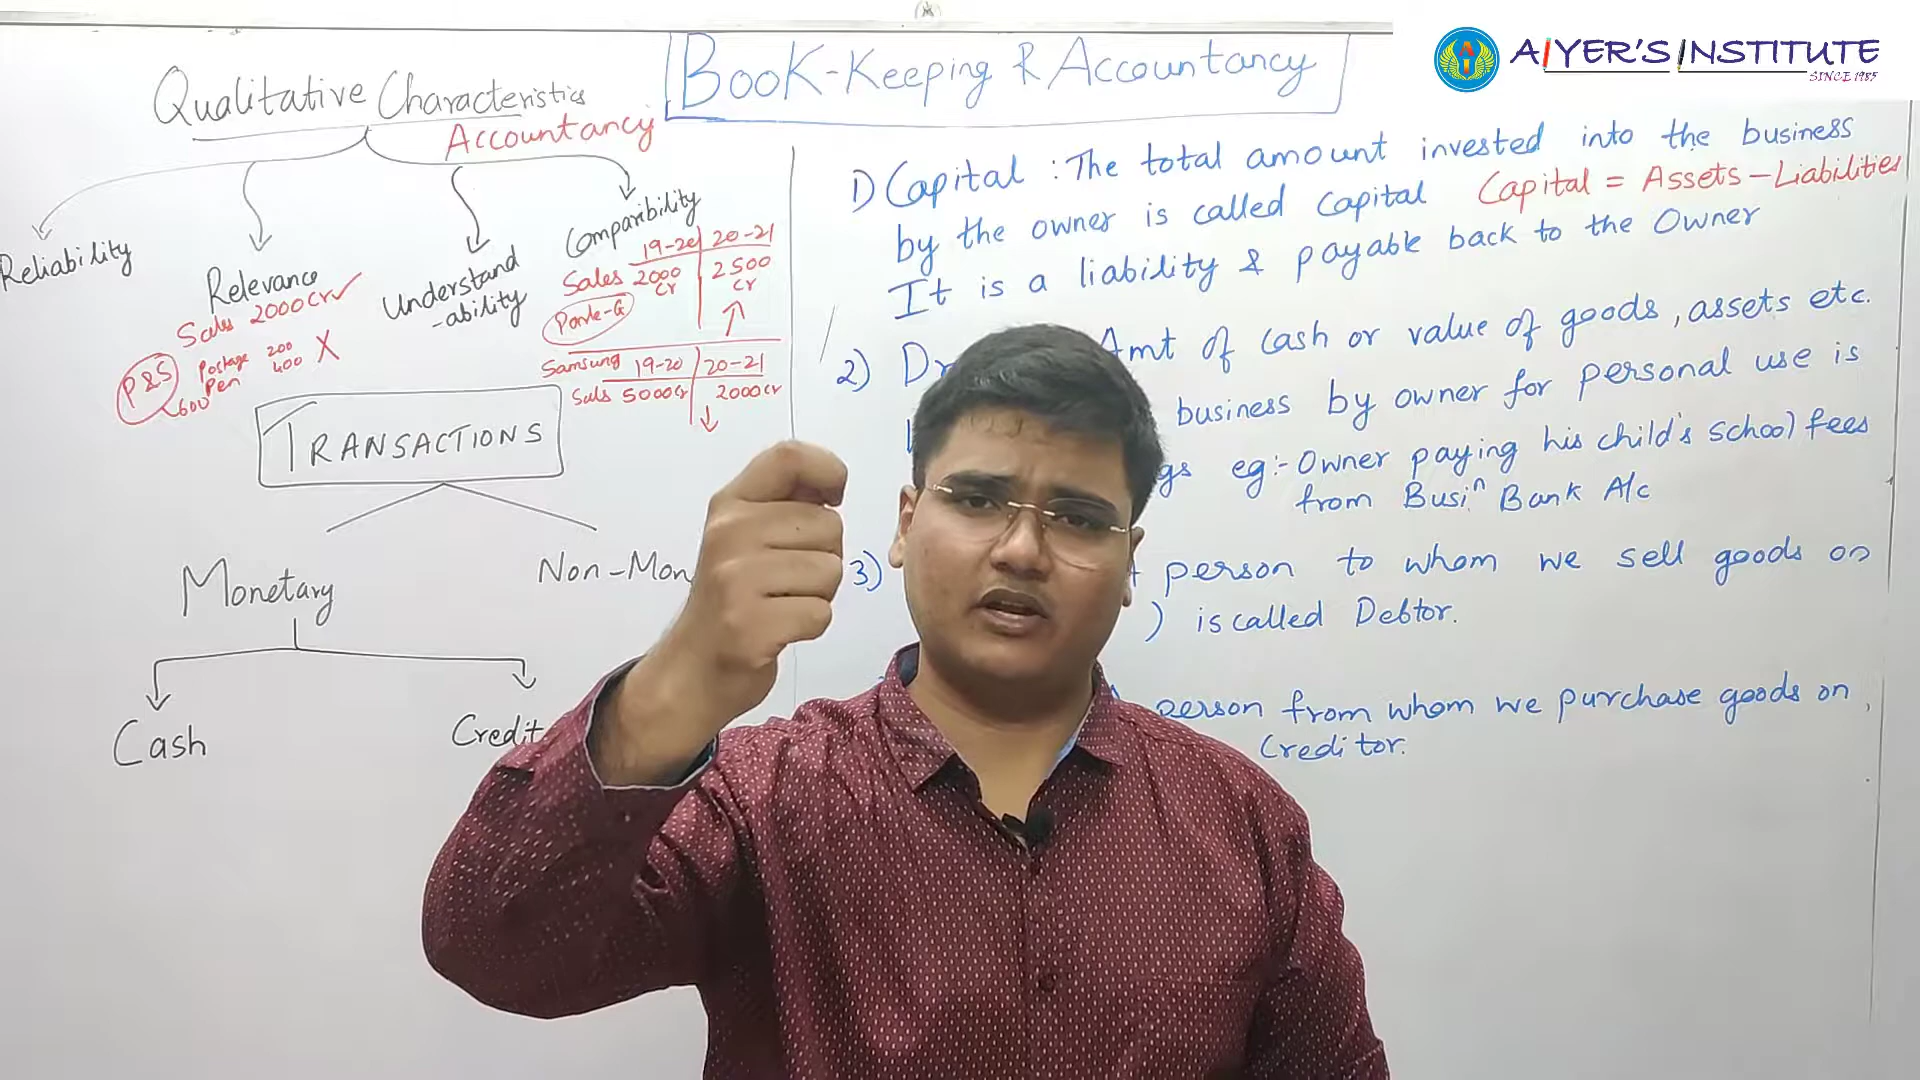 AIYER'S INSTITUTE
SINCE 1985
BooK-Keeping & Accountancy
Qualitative Characteristics
Accountancy
Reliability
Relevance
Sales 2000Cr ✓
Postage 200
Pen 400 X
P&S
600
Understand
-ability
Comparibility
19-20 20-21
Sales 2000 2500
Cr Cr
Parle-G
Samsung 19-20 20-21
Sals 5000Cr 2000Cr
TRANSACTIONS
Monetary
Non-Mon
Cash
Credit
1) Capital : The total amount invested into the business
by the owner is called Capital Capital = Assets - Liabilities
It is a liability & payable back to the Owner
2) Dr Amt of cash or value of goods, assets etc.
business by owner for personal use is
gs eg:- Owner paying his child's school fees
from Busiⁿ Bank A/c
3) person to whom we sell goods on
) is called Debtor.
person from whom we purchase goods on
Creditor.